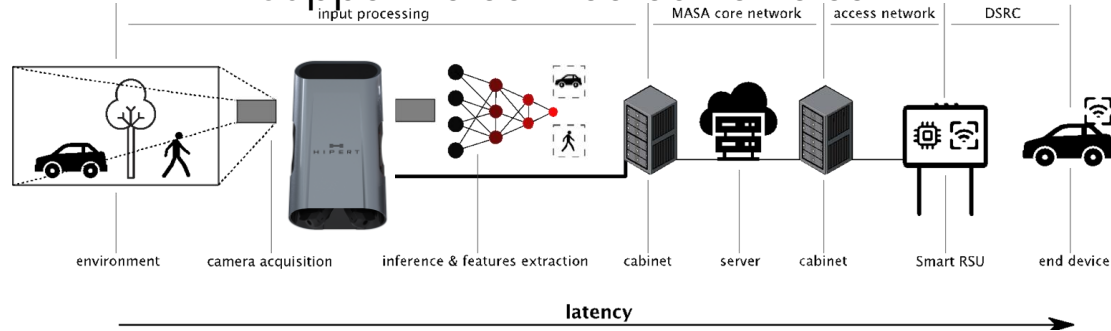 input processing
MASA core network
access network
DSRC
HIPERT
environment
camera acquisition
inference & features extraction
cabinet
server
cabinet
Smart RSU
end device
latency